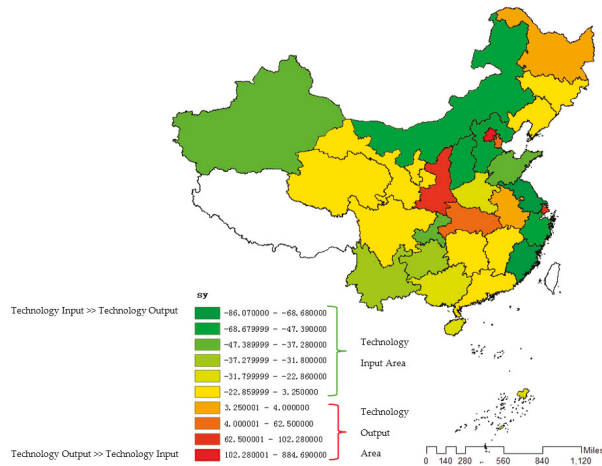 sy
Technology Input >> Technology Output
-86.070000 - -68.680000
-68.679999 - -47.390000
-47.389999 - -37.280000
-37.279999 - -31.800000
-31.799999 - -22.860000
-22.859999 - 3.250000
Technology
Input Area
3.250001 - 4.000000
4.000001 - 62.500000
62.500001 - 102.280000
102.280001 - 884.690000
Technology
Output
Area
Technology Output >> Technology Input
Miles
0 140 280 560 840 1,120